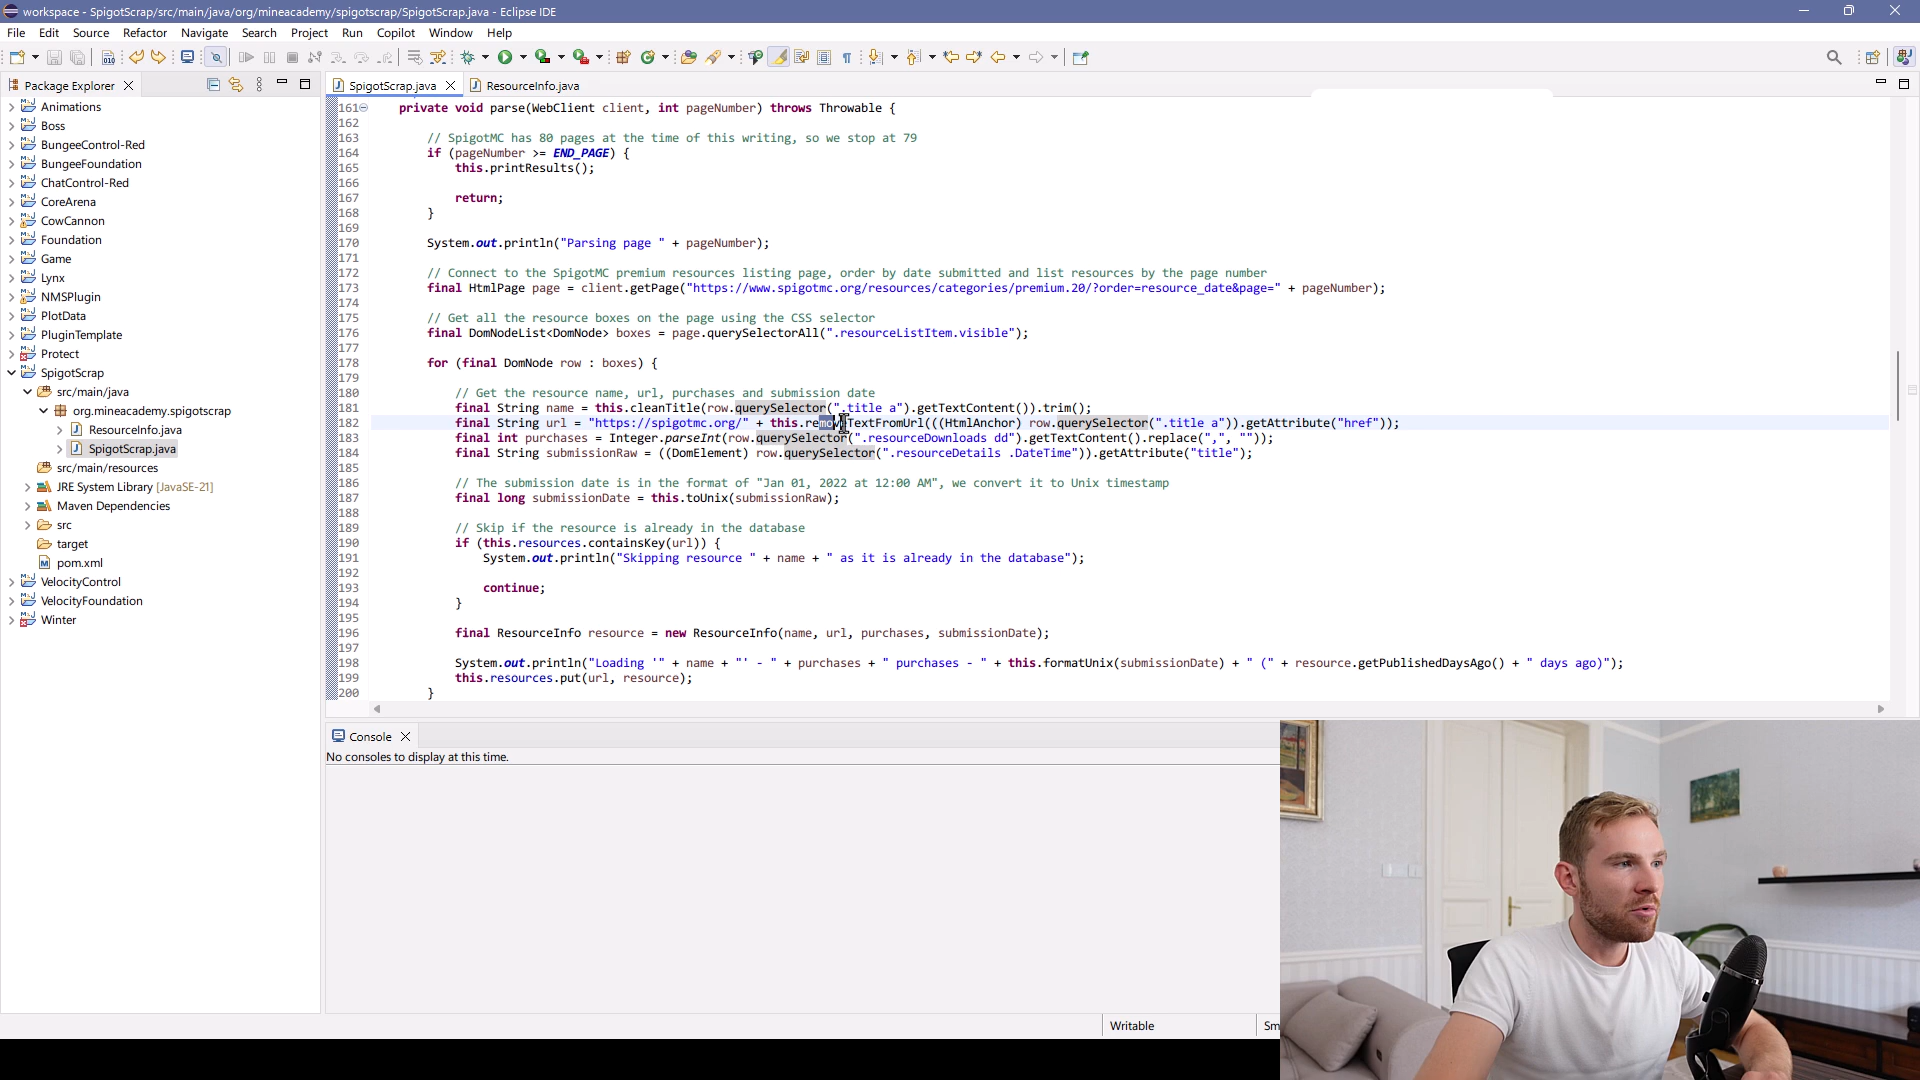 workspace - SpigotScrap/src/main/java/org/mineacademy/spigotscrap/SpigotScrap.java - Eclipse IDE
File Edit Source Refactor Navigate Search Project Run Copilot Window Help
Package Explorer
Animations
Boss
BungeeControl-Red
BungeeFoundation
ChatControl-Red
CoreArena
CowCannon
Foundation
Game
Lynx
NMSPlugin
PlotData
PluginTemplate
Protect
SpigotScrap
src/main/java
org.mineacademy.spigotscrap
ResourceInfo.java
SpigotScrap.java
src/main/resources
JRE System Library [JavaSE-21]
Maven Dependencies
src
target
pom.xml
VelocityControl
VelocityFoundation
Winter
SpigotScrap.java ResourceInfo.java
161 private void parse(WebClient client, int pageNumber) throws Throwable {
162
163 // SpigotMC has 80 pages at the time of this writing, so we stop at 79
164 if (pageNumber >= END_PAGE) {
165 this.printResults();
166
167 return;
168 }
169
170 System.out.println("Parsing page " + pageNumber);
171
172 // Connect to the SpigotMC premium resources listing page, order by date submitted and list resources by the page number
173 final HtmlPage page = client.getPage("https://www.spigotmc.org/resources/categories/premium.20/?order=resource_date&page=" + pageNumber);
174
175 // Get all the resource boxes on the page using the CSS selector
176 final DomNodeList<DomNode> boxes = page.querySelectorAll(".resourceListItem.visible");
177
178 for (final DomNode row : boxes) {
179
180 // Get the resource name, url, purchases and submission date
181 final String name = this.cleanTitle(row.querySelector(".title a").getTextContent()).trim();
182 final String url = "https://spigotmc.org/" + this.removeTextFromUrl(((HtmlAnchor) row.querySelector(".title a")).getAttribute("href"));
183 final int purchases = Integer.parseInt(row.querySelector(".resourceDownloads dd").getTextContent().replace(",", ""));
184 final String submissionRaw = ((DomElement) row.querySelector(".resourceDetails .DateTime")).getAttribute("title");
185
186 // The submission date is in the format of "Jan 01, 2022 at 12:00 AM", we convert it to Unix timestamp
187 final long submissionDate = this.toUnix(submissionRaw);
188
189 // Skip if the resource is already in the database
190 if (this.resources.containsKey(url)) {
191 System.out.println("Skipping resource " + name + " as it is already in the database");
192
193 continue;
194 }
195
196 final ResourceInfo resource = new ResourceInfo(name, url, purchases, submissionDate);
197
198 System.out.println("Loading '" + name + "' - " + purchases + " purchases - " + this.formatUnix(submissionDate) + " (" + resource.getPublishedDaysAgo() + " days ago)");
199 this.resources.put(url, resource);
200 }
Console
No consoles to display at this time.
Writable Sm